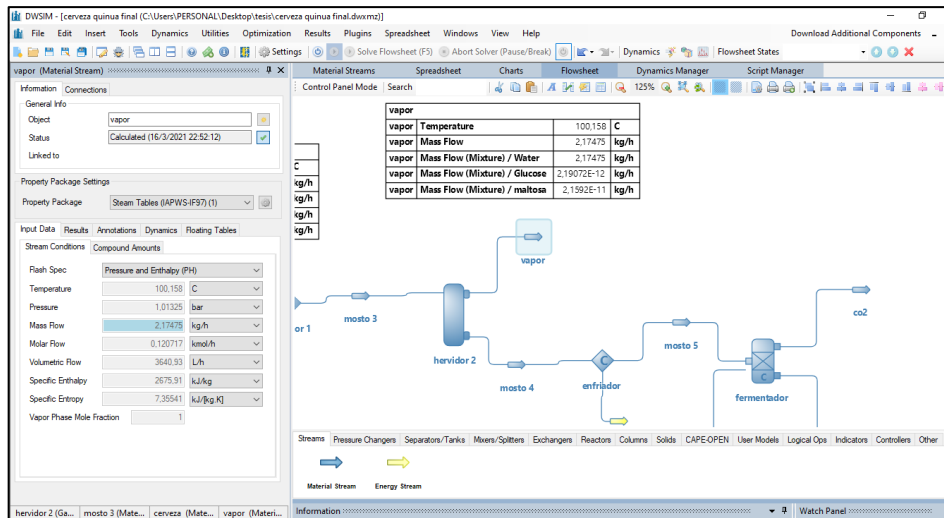 DWSIM - [cerveza quinua final (C:\Users\PERSONAL\Desktop\tesis\cerveza quinua final.dwxmz)]
File Edit Insert Tools Dynamics Utilities Optimization Results Plugins Spreadsheet Windows View Help Download Additional Components
Settings Solve Flowsheet (F5) Abort Solver (Pause/Break) Dynamics Flowsheet States
vapor (Material Stream)
Information Connections
General Info
Object vapor
Status Calculated (16/3/2021 22:52:12)
Linked to
Property Package Settings
Property Package Steam Tables (IAPWS-IF97) (1)
Input Data Results Annotations Dynamics Floating Tables
Stream Conditions Compound Amounts
Flash Spec Pressure and Enthalpy (PH)
Temperature 100,158 C
Pressure 1,01325 bar
Mass Flow 2,17475 kg/h
Molar Flow 0,120717 kmol/h
Volumetric Flow 3640,93 L/h
Specific Enthalpy 2675,91 kJ/kg
Specific Entropy 7,35541 kJ/[kg.K]
Vapor Phase Mole Fraction 1
hervidor 2 (Ga... mosto 3 (Mate... cerveza (Mate... vapor (Materi...
Material Streams Spreadsheet Charts Flowsheet Dynamics Manager Script Manager
Control Panel Mode Search 125%
vapor
vapor Temperature 100,158 C
vapor Mass Flow 2,17475 kg/h
vapor Mass Flow (Mixture) / Water 2,17475 kg/h
vapor Mass Flow (Mixture) / Glucose 2,19072E-12 kg/h
vapor Mass Flow (Mixture) / maltosa 2,1592E-11 kg/h
C
kg/h
kg/h
kg/h
kg/h
vapor
or 1
mosto 3
hervidor 2
mosto 4
C
enfriador
mosto 5
C
fermentador
co2
Streams Pressure Changers Separators/Tanks Mixers/Splitters Exchangers Reactors Columns Solids CAPE-OPEN User Models Logical Ops Indicators Controllers Other
Material Stream Energy Stream
Information Watch Panel